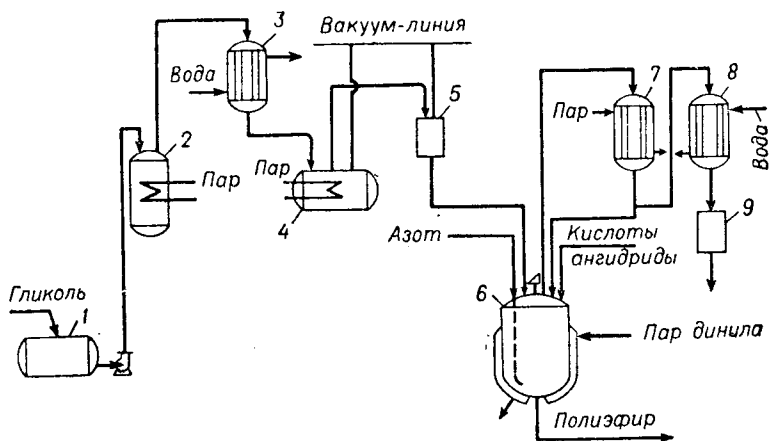 3
Вакуум-линия
7
8
Вода
5
Пар
2
Пар
Пар
Вода
4
9
Азот
Кислоты
ангидриды
Гликоль
6
1
Пар динила
Полиэфир